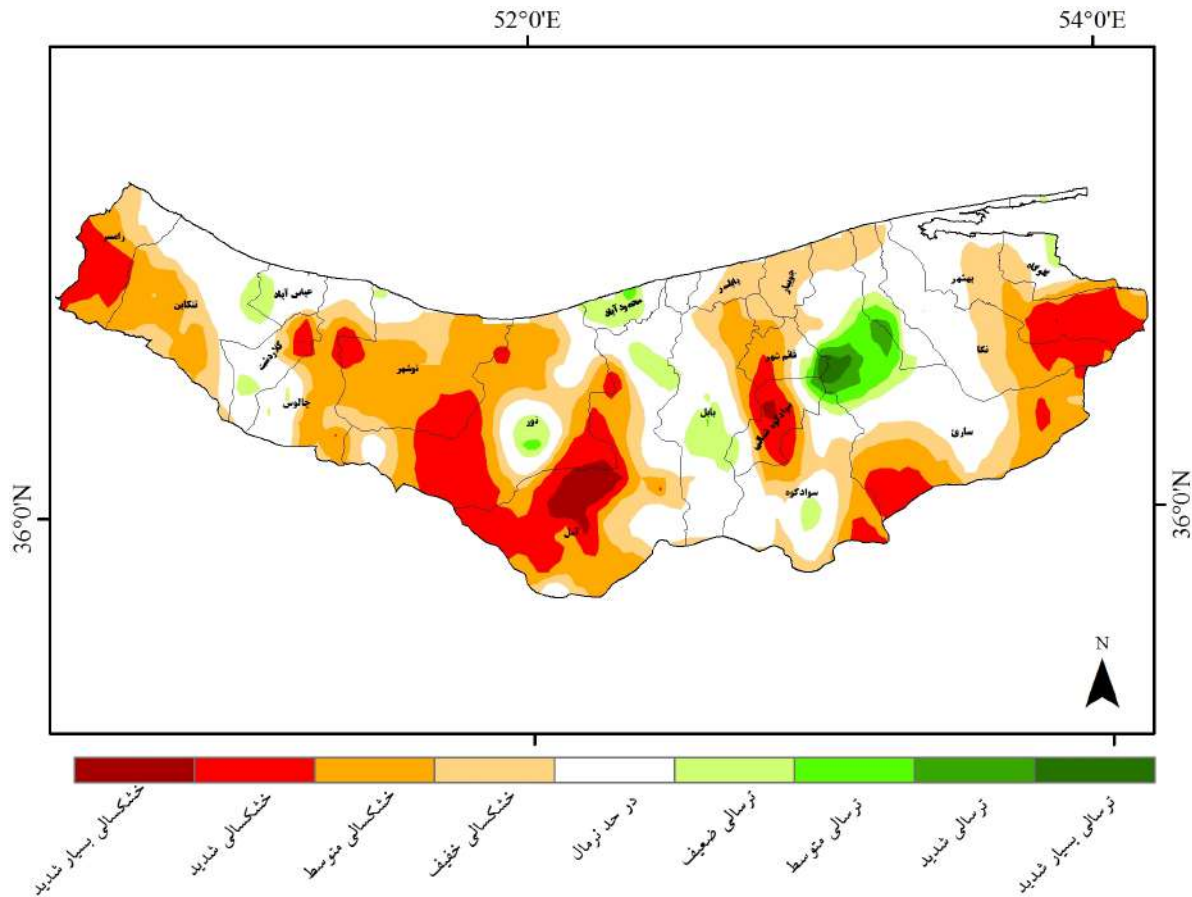 52°0'E
54°0'E
رامسر
تنکابن
عباس آباد
کلاردشت
چالوس
نوشهر
نور
محمود آباد
آمل
بابل
بابلسر
جویبار
قائم شهر
سوادکوه شمالی
سوادکوه
ساری
نکا
بهشهر
36°0'N
36°0'N
N
خشکسالی بسیار شدید
خشکسالی شدید
خشکسالی متوسط
خشکسالی خفیف
در حد نرمال
ترسالی ضعیف
ترسالی متوسط
ترسالی شدید
ترسالی بسیار شدید